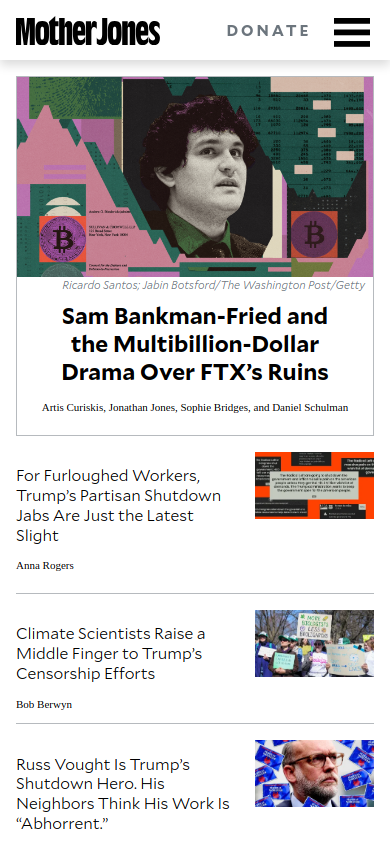 Mother Jones
DONATE
Ricardo Santos; Jabin Botsford/The Washington Post/Getty
Sam Bankman-Fried and
the Multibillion-Dollar
Drama Over FTX’s Ruins
Artis Curiskis, Jonathan Jones, Sophie Bridges, and Daniel Schulman
For Furloughed Workers,
Trump’s Partisan Shutdown
Jabs Are Just the Latest
Slight
Anna Rogers
Climate Scientists Raise a
Middle Finger to Trump’s
Censorship Efforts
Bob Berwyn
Russ Vought Is Trump’s
Shutdown Hero. His
Neighbors Think His Work Is
“Abhorrent.”